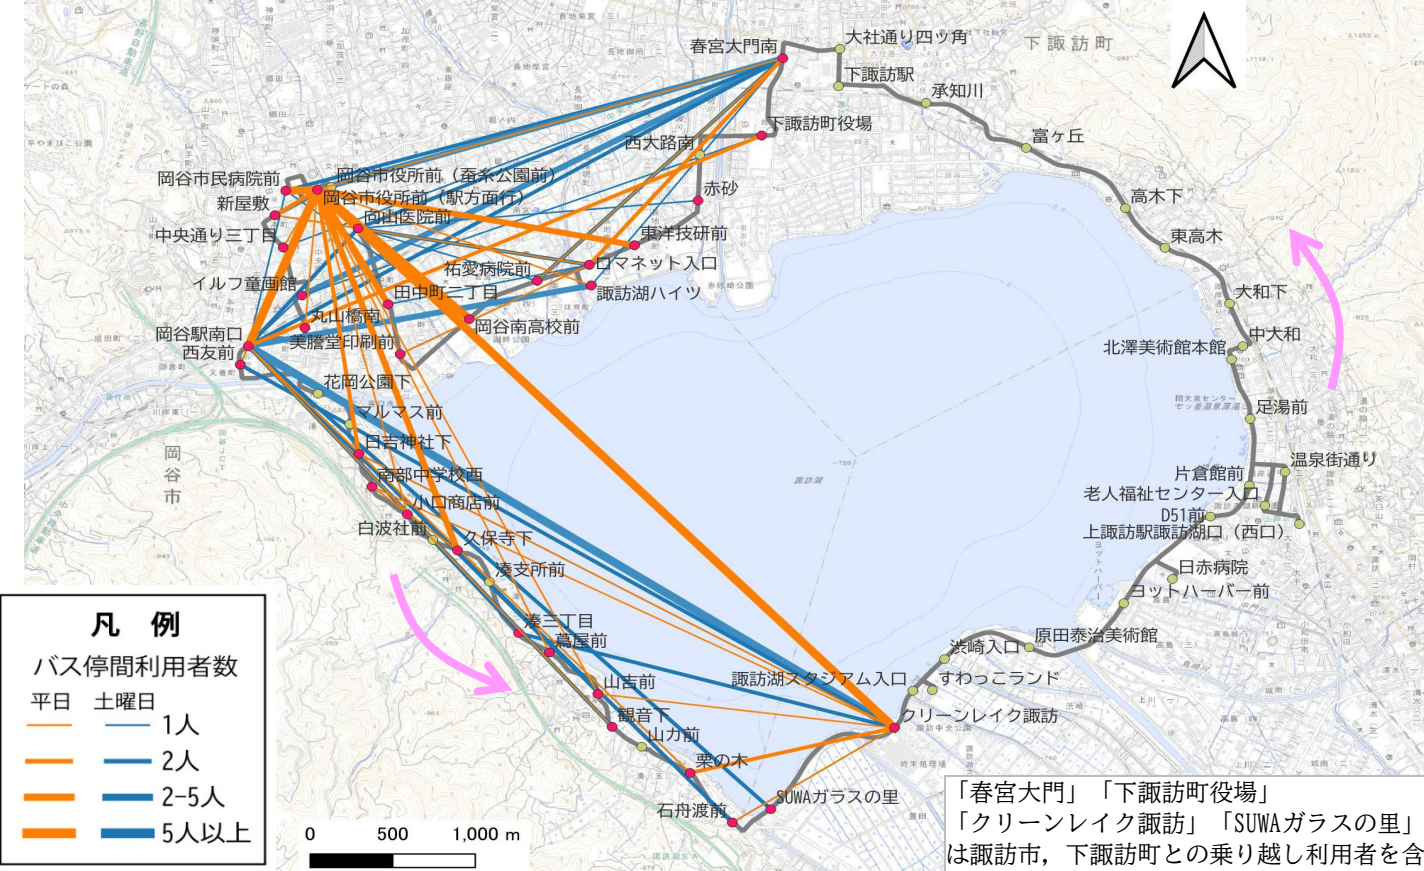 春宮大門南
大社通り四ッ角
下諏訪町
下諏訪駅
承知川
下諏訪町役場
西大路南
富ヶ丘
岡谷市民病院前
岡谷市役所前（蚕糸公園前）
新屋敷
岡谷市役所前（駅方面行）
赤砂
高木下
向山医院前
中央通り三丁目
東洋技研前
東高木
祐愛病院前
ロマネット入口
イルフ童画館
田中町二丁目
諏訪湖ハイツ
赤砂崎公園
大和下
丸山橋南
岡谷南高校前
岡谷駅南口
美謄堂印刷前
西友前
中大和
北澤美術館本館
花岡公園下
マルマス前
足湯前
日吉神社下
岡谷市
南部中学校西
諏訪湖
片倉館前
温泉街通り
小口商店前
老人福祉センター入口
白波社前
D51前
久保寺下
上諏訪駅諏訪湖口（西口）
湊支所前
日赤病院
ヨットハーバー前
湊三丁目
蔦屋前
原田泰治美術館
渋崎入口
山吉前
諏訪湖スタジアム入口
すわっこランド
観音下
クリーンレイク諏訪
山カ前
栗の木
石舟渡前
SUWAガラスの里
凡 例
バス停間利用者数
平日 土曜日
1人
2人
2-5人
5人以上
0 500 1,000 m
「春宮大門」「下諏訪町役場」
「クリーンレイク諏訪」「SUWAガラスの里」
は諏訪市，下諏訪町との乗り越し利用者を含